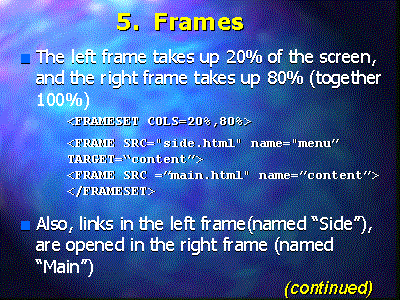 5. Frames
The left frame takes up 20% of the screen,
and the right frame takes up 80% (together
100%)
<FRAMESET COLS=20%,80%>
<FRAME SRC="side.html" name="menu”
TARGET=“content”>
<FRAME SRC =”main.html" name=”content”>
</FRAMESET>
Also, links in the left frame(named “Side”),
are opened in the right frame (named
“Main”)
(continued)